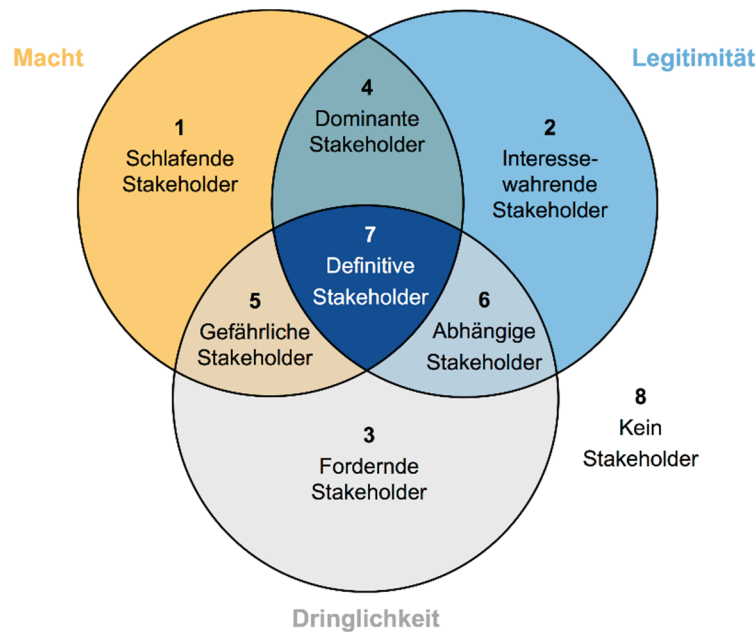 Macht
Legitimität
4
Dominante
Stakeholder
1
Schlafende
Stakeholder
2
Interesse-
wahrende
Stakeholder
7
Definitive
Stakeholder
5
Gefährliche
Stakeholder
6
Abhängige
Stakeholder
8
Kein
Stakeholder
3
Fordernde
Stakeholder
Dringlichkeit